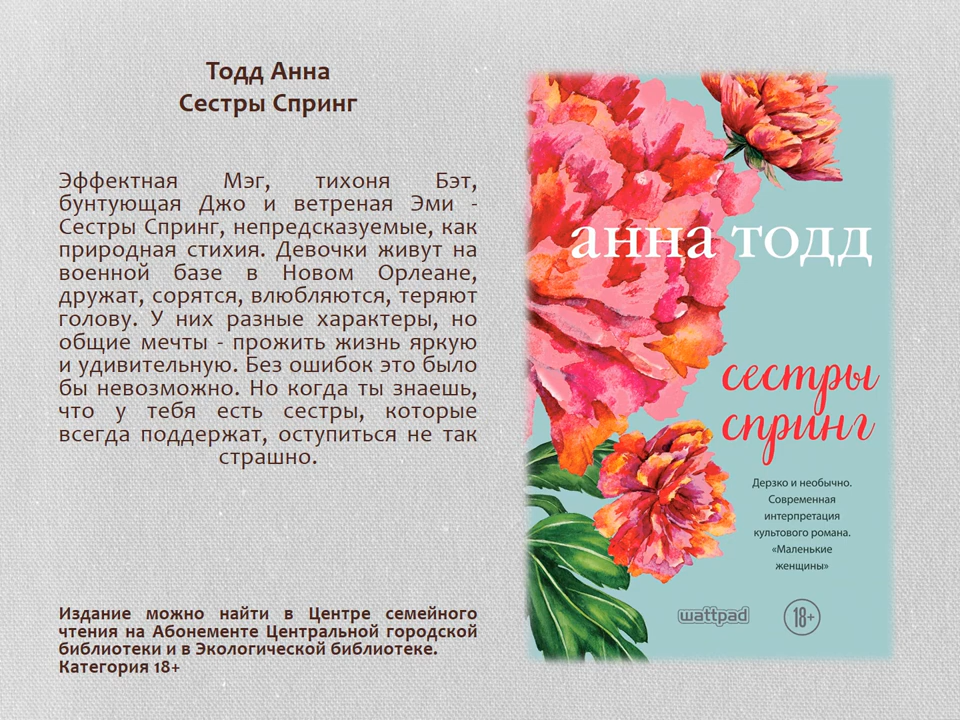 Тодд Анна
Сестры Спринг
Эффектная Мэг, тихоня Бэт,
бунтующая Джо и ветреная Эми -
Сестры Спринг, непредсказуемые, как
природная стихия. Девочки живут на
военной базе в Новом Орлеане,
дружат, сорятся, влюбляются, теряют
голову. У них разные характеры, но
общие мечты - прожить жизнь яркую
и удивительную. Без ошибок это было
бы невозможно. Но когда ты знаешь,
что у тебя есть сестры, которые
всегда поддержат, оступиться не так
страшно.
Издание можно найти в Центре семейного
чтения на Абонементе Центральной городской
библиотеки и в Экологической библиотеке.
Категория 18+
анна тодд
сестры
спринг
Дерзко и необычно.
Современная
интерпретация
культового романа.
«Маленькие
женщины»
wattpad
18+